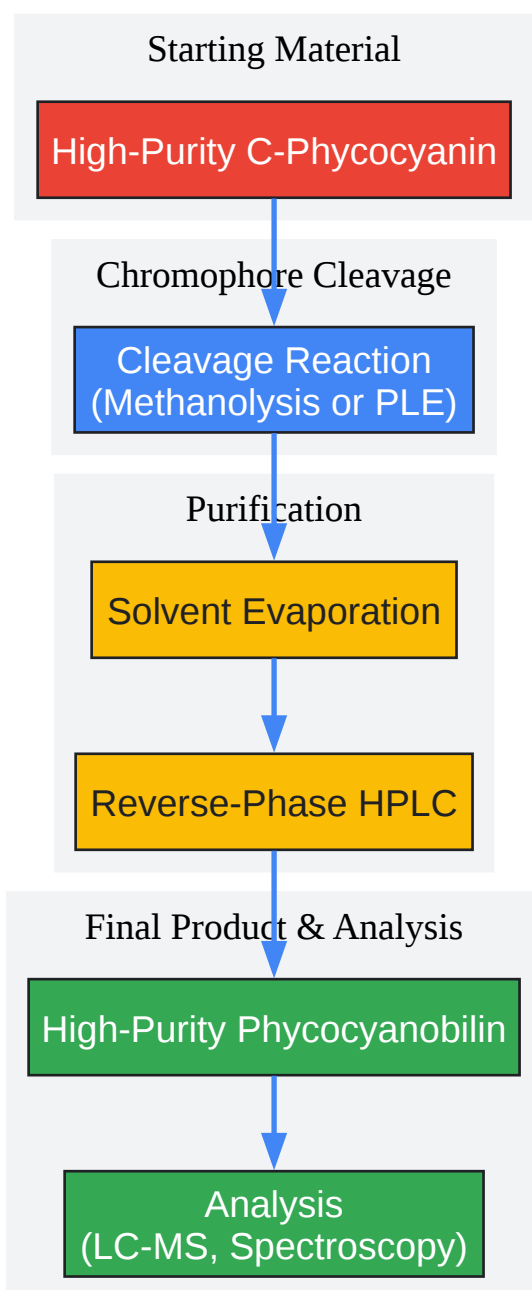 Starting Material
High-Purity C-Phycocyanin
Chromophore Cleavage
Cleavage Reaction
(Methanolysis or PLE)
Purification
Solvent Evaporation
Reverse-Phase HPLC
Final Product & Analysis
High-Purity Phycocyanobilin
Analysis
(LC-MS, Spectroscopy)